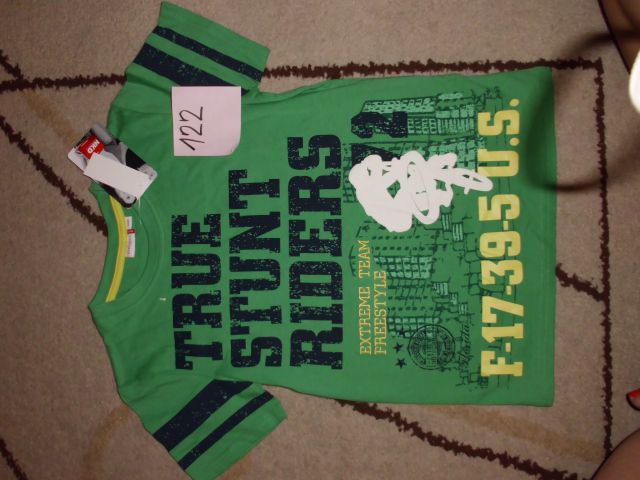 122
TRUE
STUNT
RIDERS
72
EXTREME TEAM
FREESTYLE
F-17-39-5 U.S.